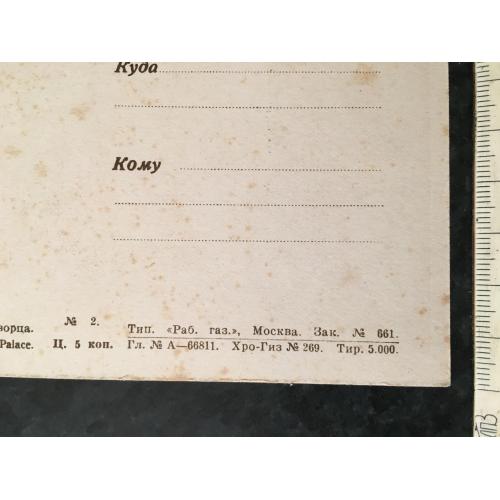 Куда
Кому
ворца. № 2. Тип. «Раб. газ.», Москва. Зак. № 661.
Palace. Ц. 5 коп. Гл. № А—66811. Хро-Гиз № 269. Тир. 5.000.